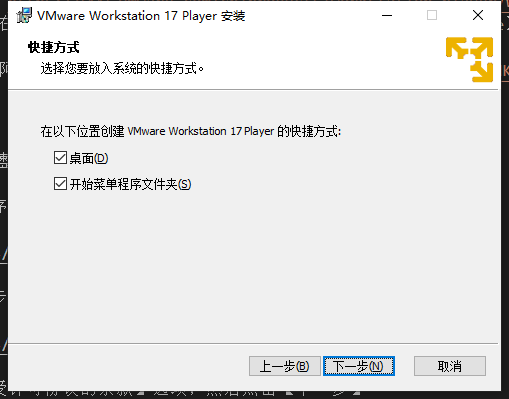 VMware Workstation 17 Player 安装
快捷方式
选择您要放入系统的快捷方式。
在以下位置创建 VMware Workstation 17 Player 的快捷方式:
桌面(D)
开始菜单程序文件夹(S)
上一步(B)
下一步(N)
取消